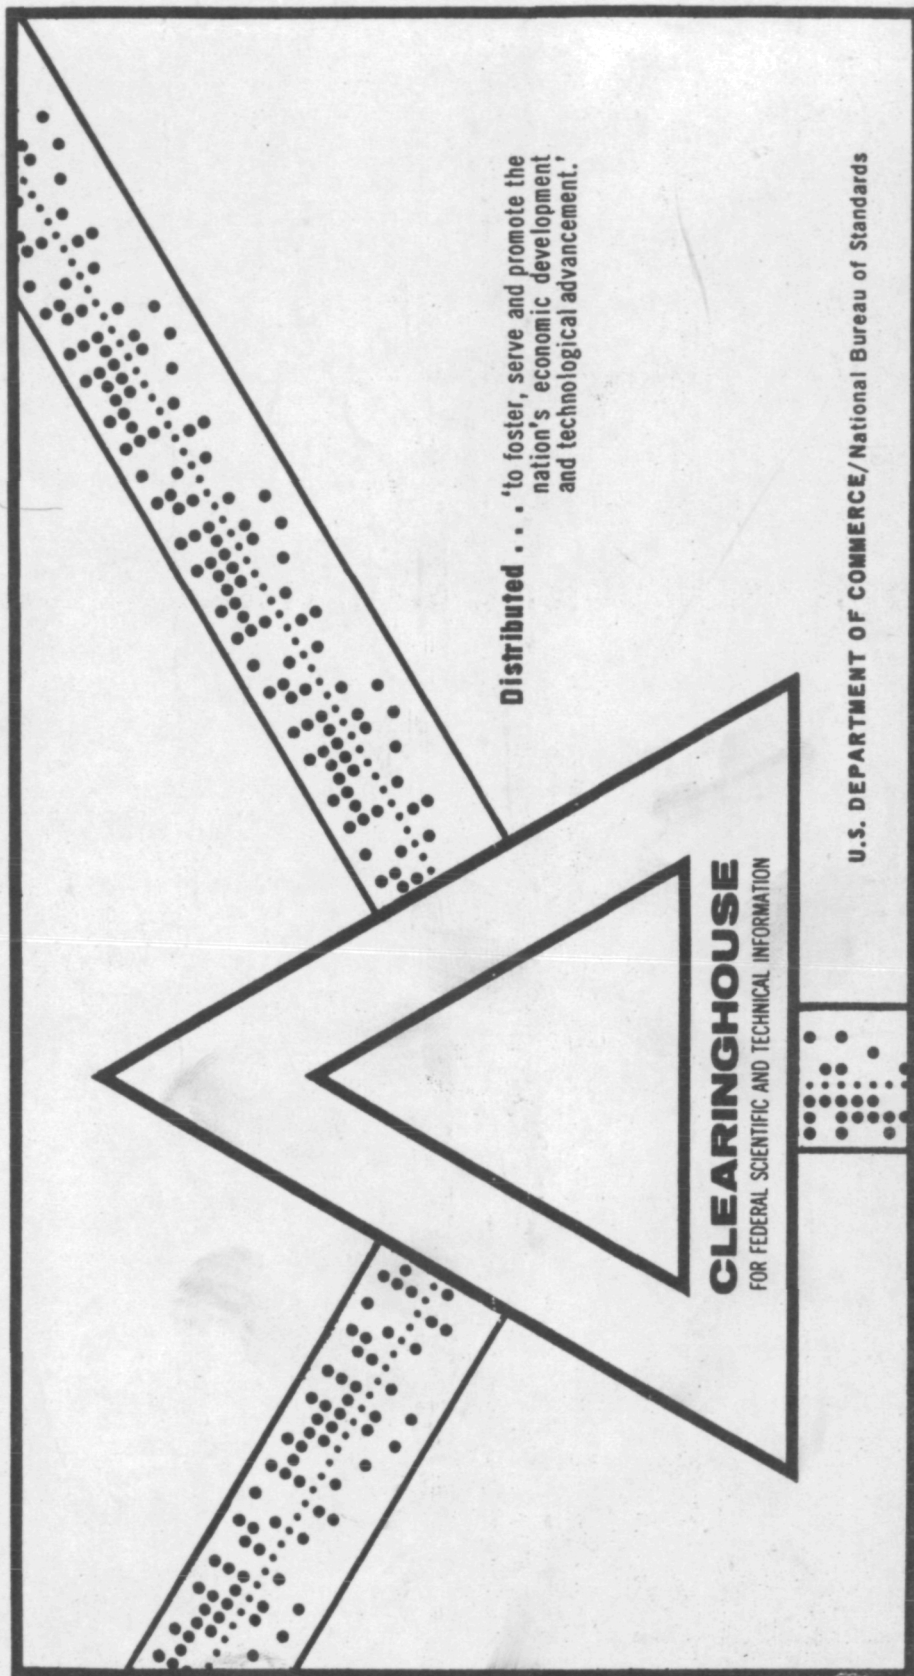 Distributed . . . 'to foster, serve and promote the
nation's economic development
and technological advancement.'
CLEARINGHOUSE
FOR FEDERAL SCIENTIFIC AND TECHNICAL INFORMATION
U.S. DEPARTMENT OF COMMERCE/National Bureau of Standards